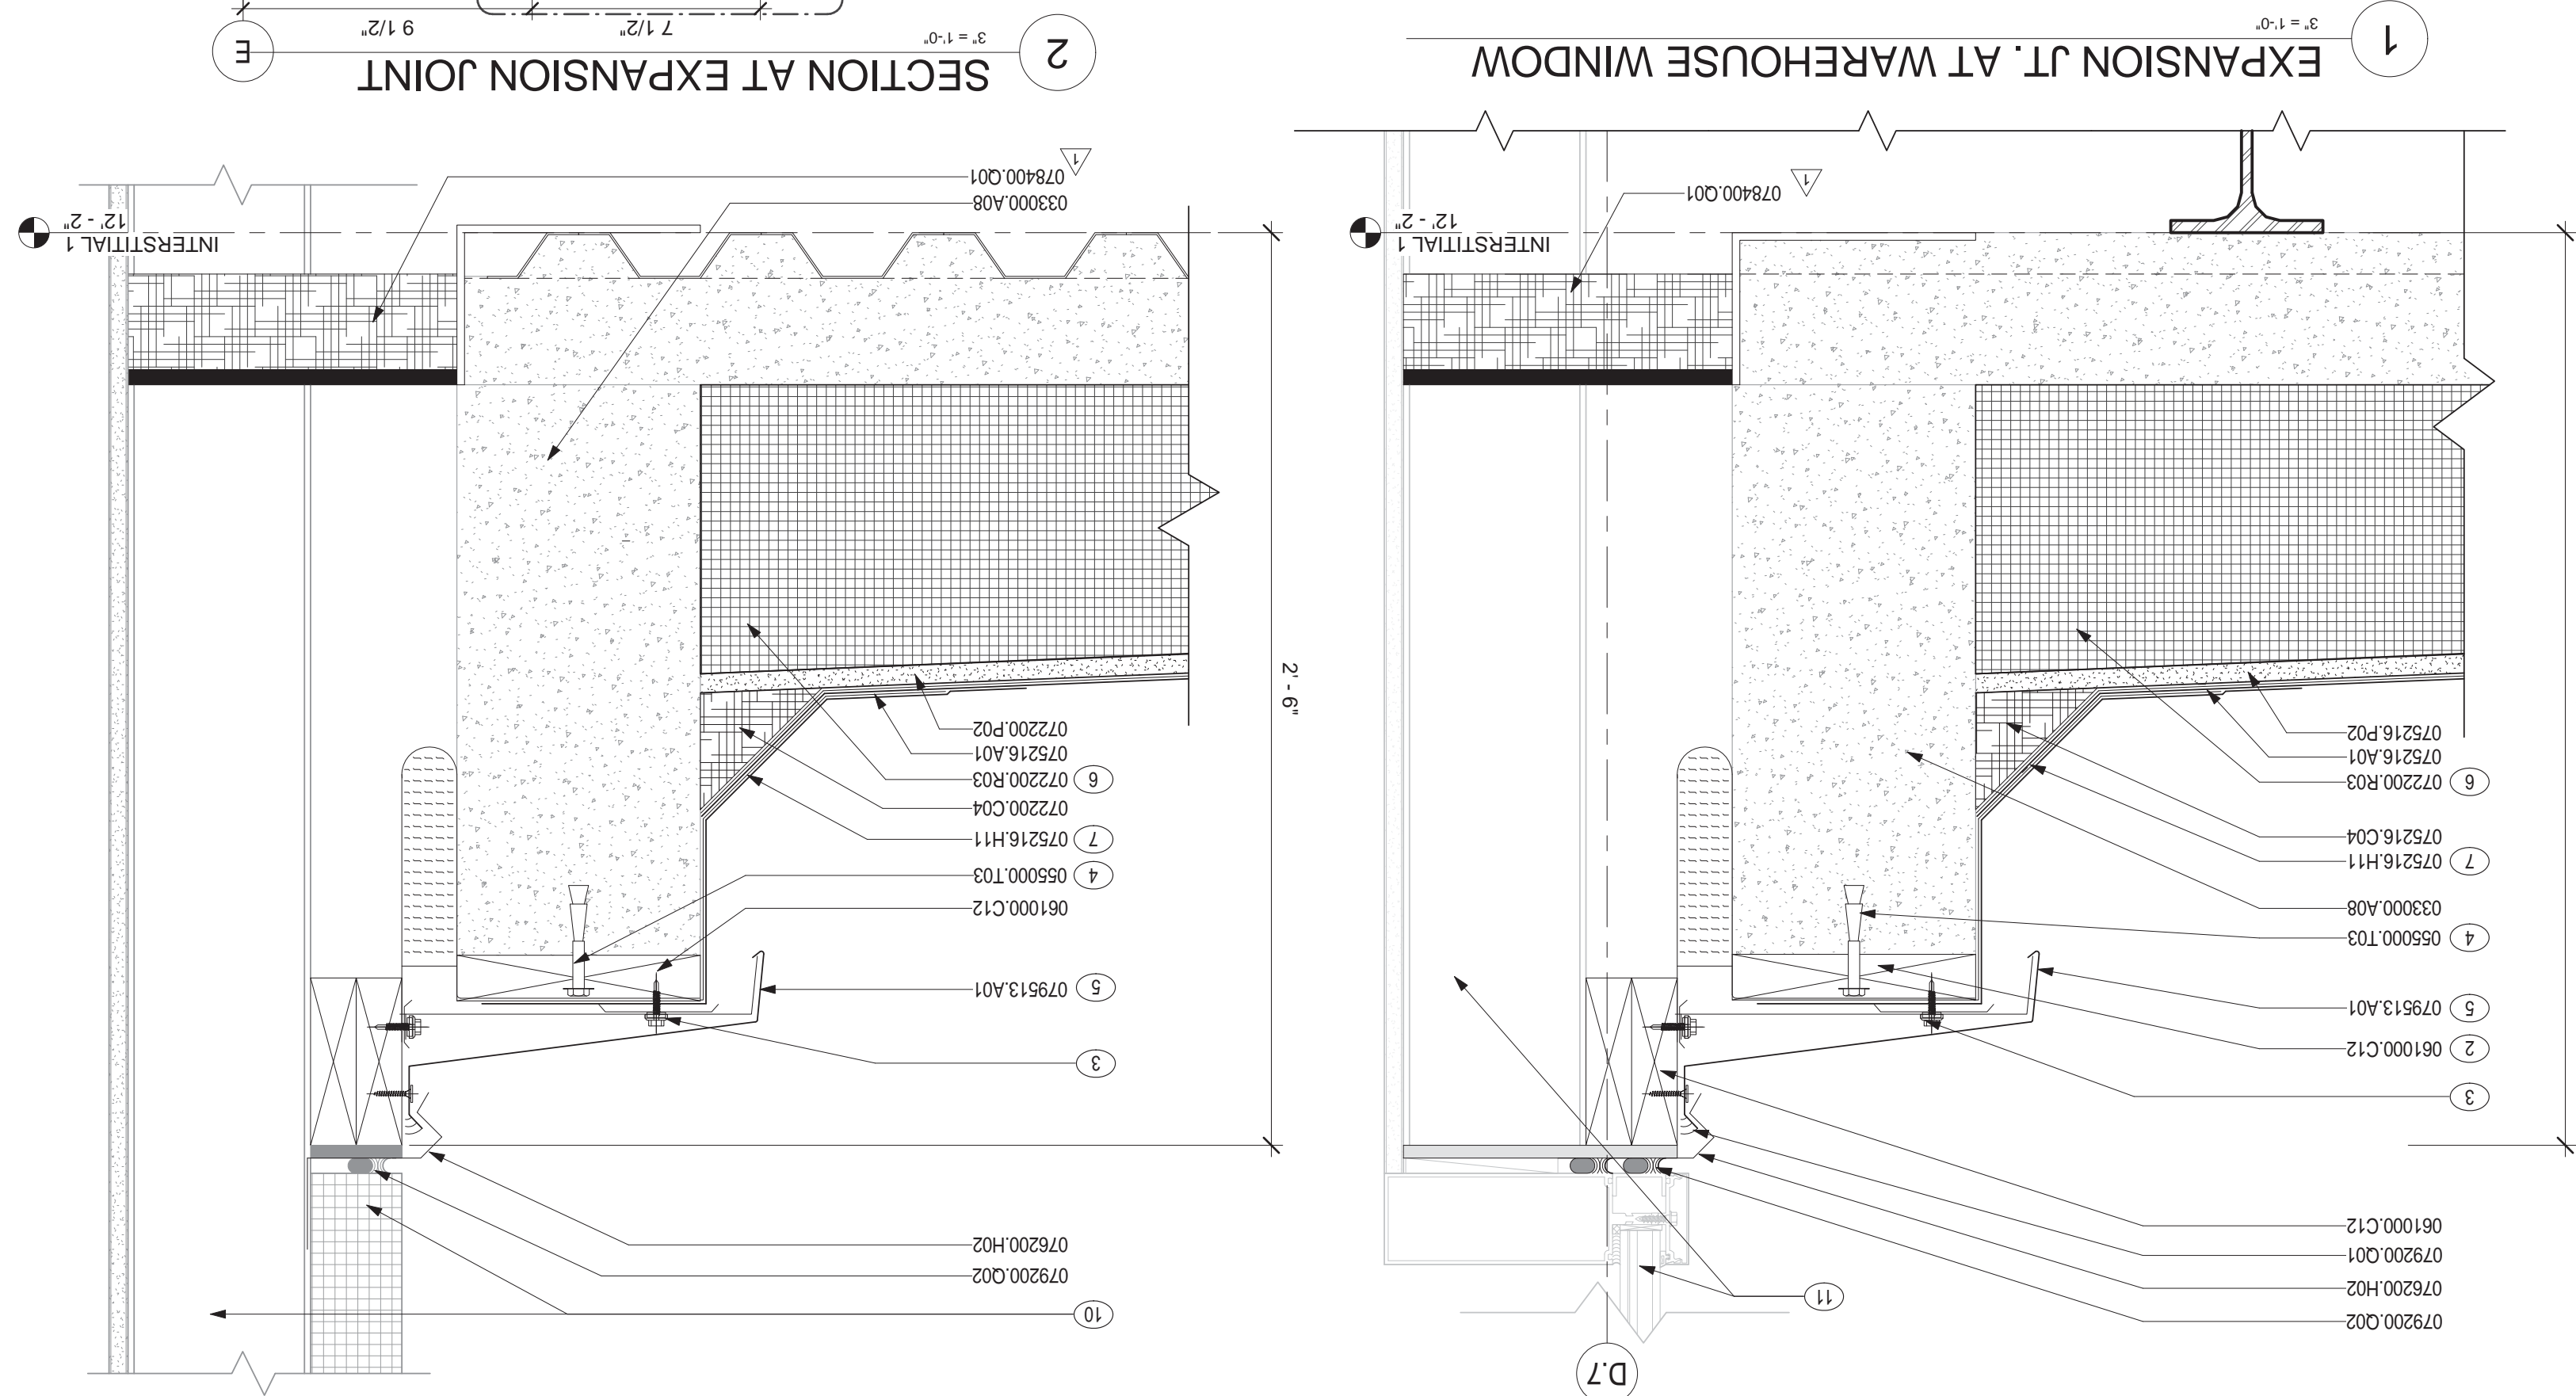 D.7
079200.Q02
076200.H02
079200.Q01
061000.C12
11
3
2 061000.C12
5 079513.A01
4 055000.T03
033000.A08
7 075216.H11
075216.C04
6 072200.R03
075216.A01
075216.P02
INTERSTITIAL 1
12' - 2"
078400.Q01
1
1
EXPANSION JT. AT WAREHOUSE WINDOW
3" = 1'-0"
10
079200.Q02
076200.H02
3
5 079513.A01
061000.C12
4 055000.T03
7 075216.H11
072200.C04
6 072200.R03
075216.A01
072200.P02
2' - 6"
INTERSTITIAL 1
12' - 2"
033000.A08
078400.Q01
1
2
SECTION AT EXPANSION JOINT
3" = 1'-0"
E
7 1/2"
9 1/2"